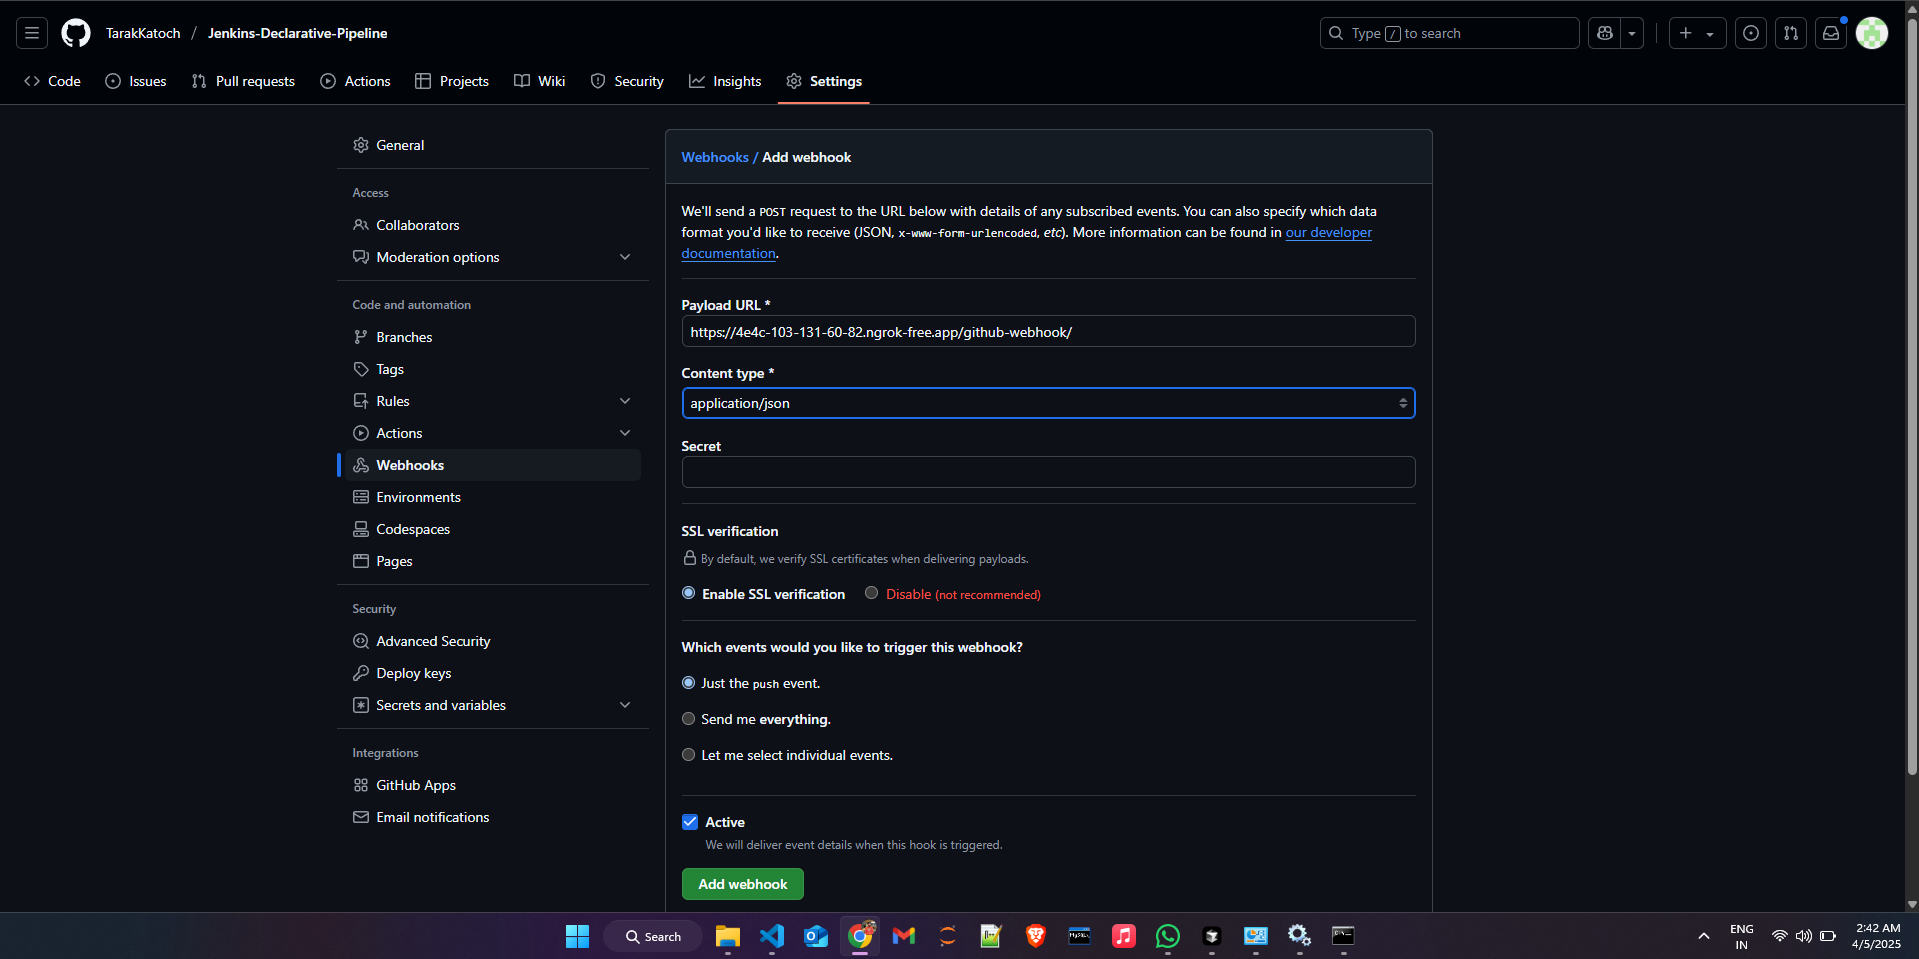 TarakKatoch / Jenkins-Declarative-Pipeline
Type / to search
Code Issues Pull requests Actions Projects Wiki Security Insights Settings
General
Access
Collaborators
Moderation options
Code and automation
Branches
Tags
Rules
Actions
Webhooks
Environments
Codespaces
Pages
Security
Advanced Security
Deploy keys
Secrets and variables
Integrations
GitHub Apps
Email notifications
Webhooks / Add webhook
We'll send a POST request to the URL below with details of any subscribed events. You can also specify which data
format you'd like to receive (JSON, x-www-form-urlencoded, etc). More information can be found in our developer
documentation.
Payload URL *
https://4e4c-103-131-60-82.ngrok-free.app/github-webhook/
Content type *
application/json
Secret
SSL verification
By default, we verify SSL certificates when delivering payloads.
Enable SSL verification Disable (not recommended)
Which events would you like to trigger this webhook?
Just the push event.
Send me everything.
Let me select individual events.
Active
We will deliver event details when this hook is triggered.
Add webhook
Search
ENG
IN
2:42 AM
4/5/2025